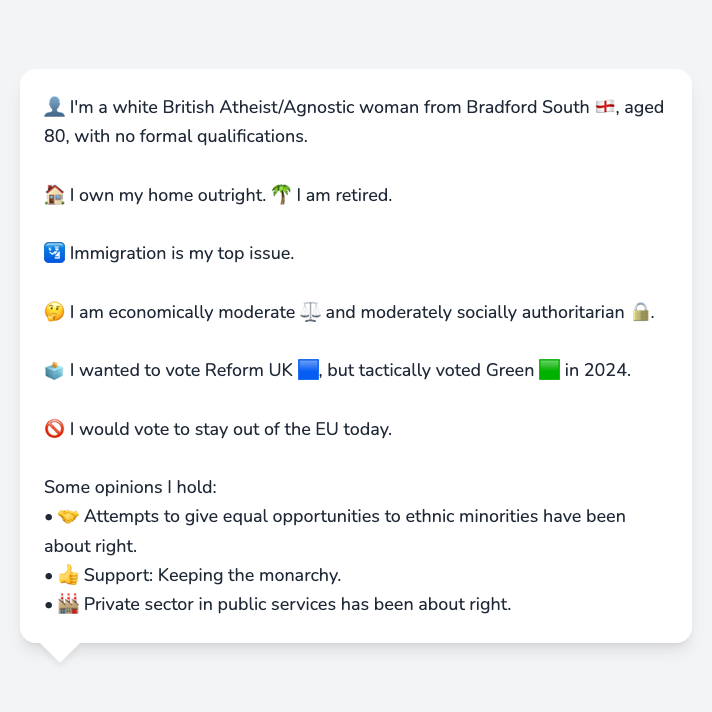 👤 I'm a white British Atheist/Agnostic woman from Bradford South 🏴󠁧󠁢󠁥󠁮󠁧󠁿, aged
80, with no formal qualifications.
🏠 I own my home outright. 🌴 I am retired.
🛂 Immigration is my top issue.
🤔 I am economically moderate ⚖️ and moderately socially authoritarian 🔒.
🗳️ I wanted to vote Reform UK 🟦, but tactically voted Green 🟩 in 2024.
🚫 I would vote to stay out of the EU today.
Some opinions I hold:
• 🤝 Attempts to give equal opportunities to ethnic minorities have been
about right.
• 👍 Support: Keeping the monarchy.
• 🏭 Private sector in public services has been about right.